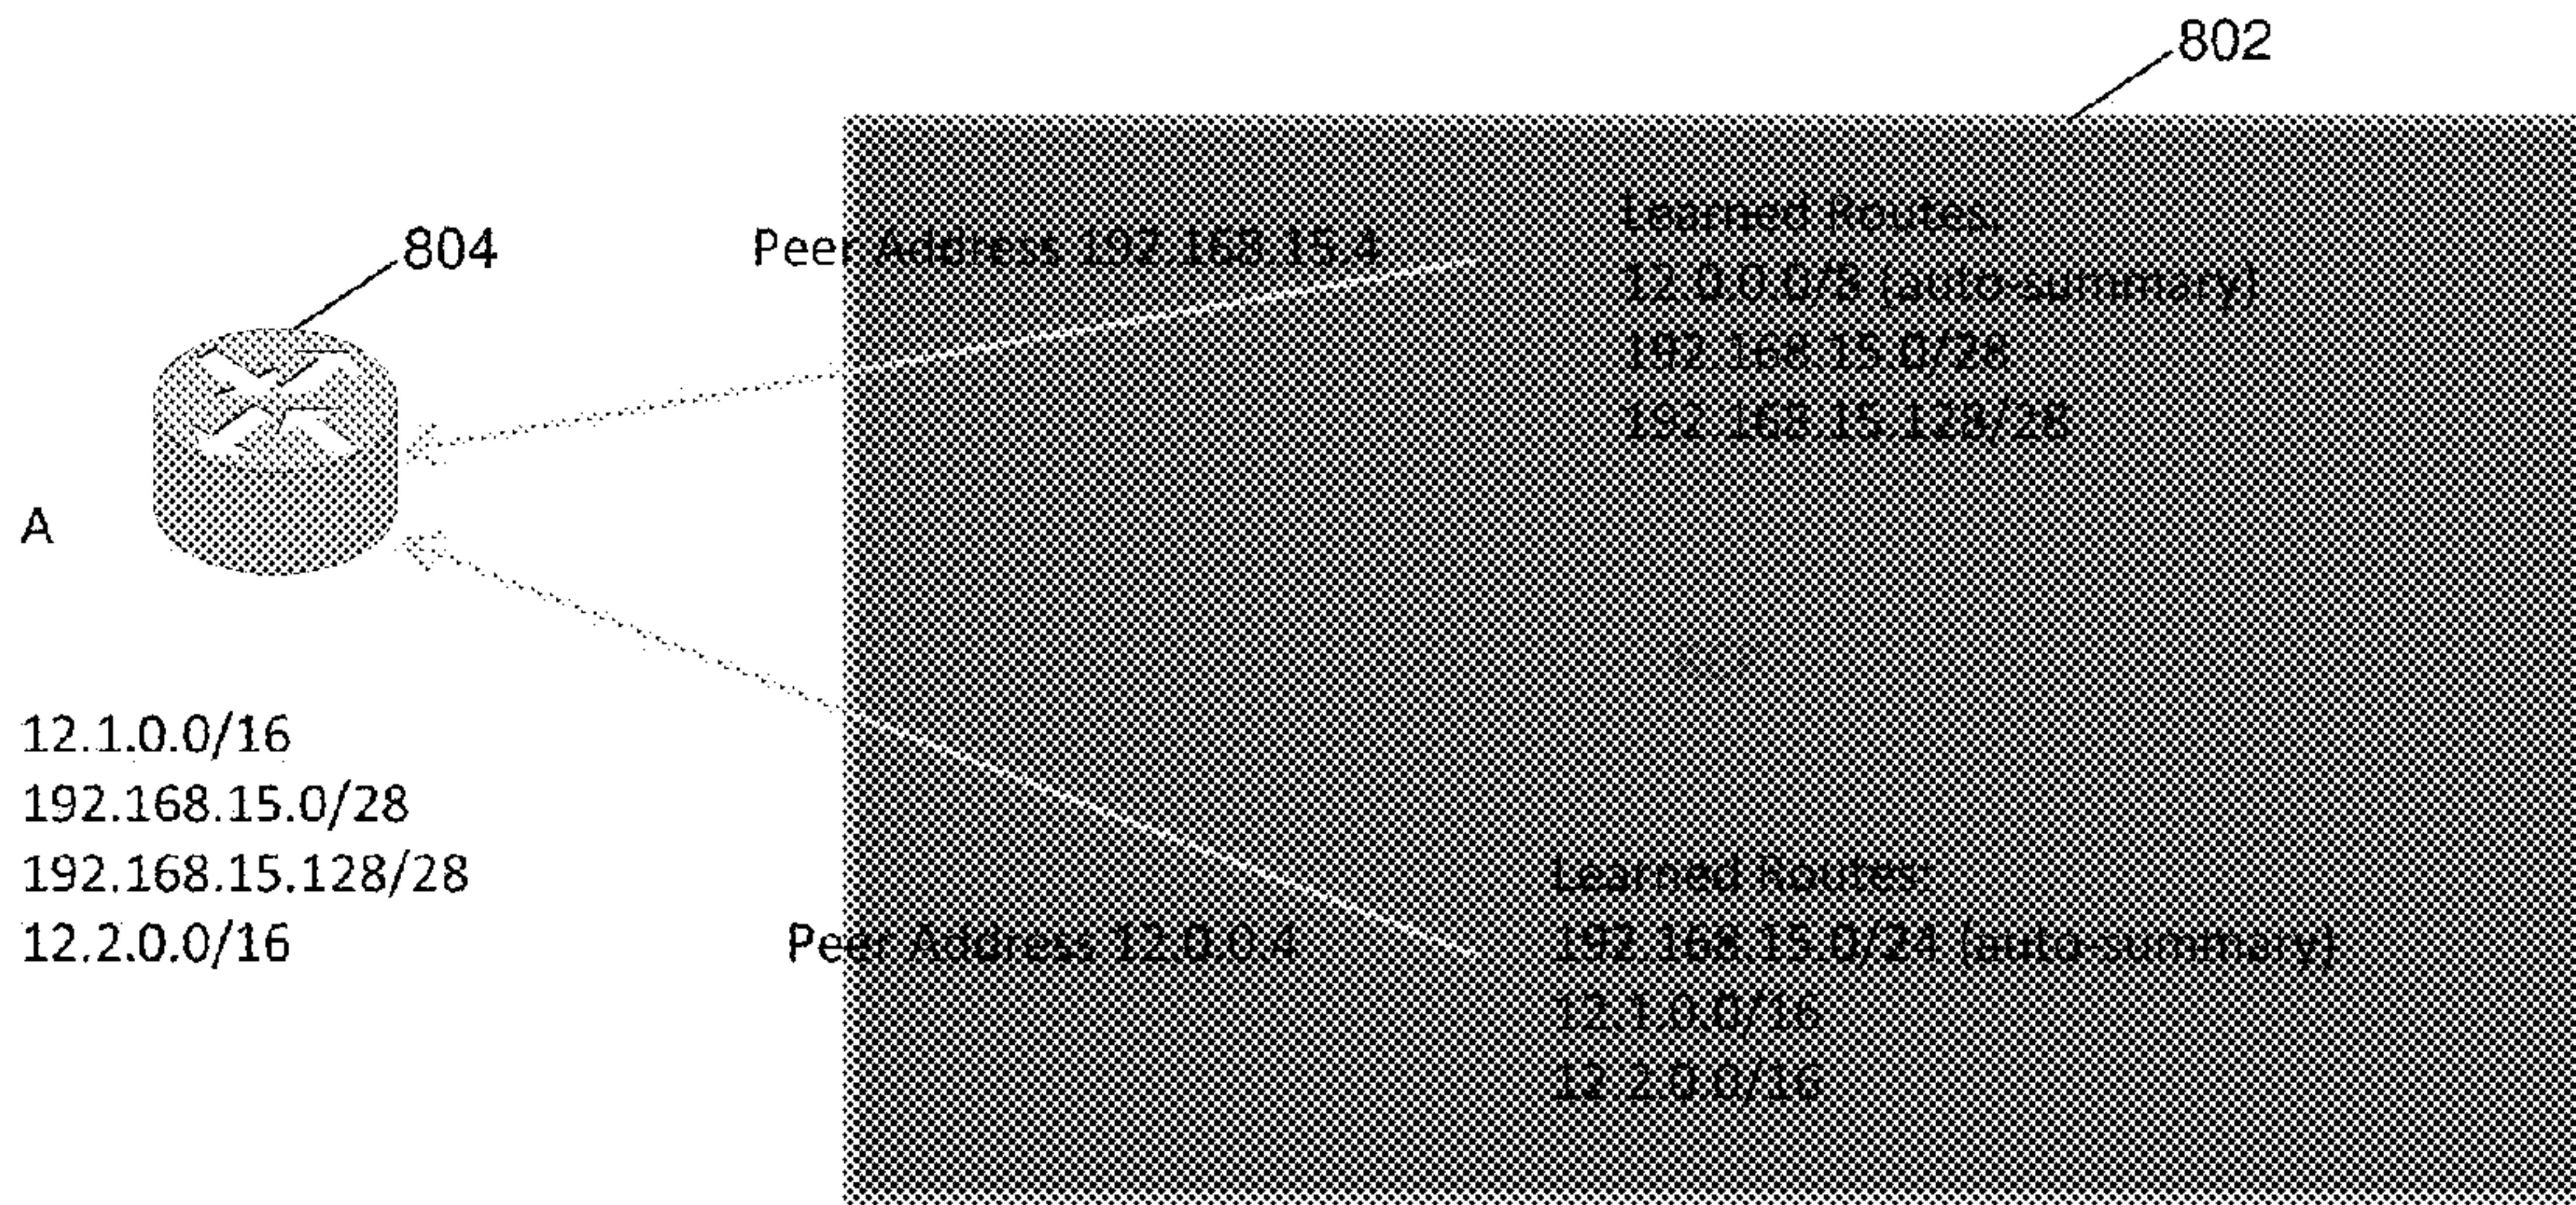 802
804
Peer Address 192.168.15.4
Learned Routes:
12.0.0.0/8 (auto-summary)
192.168.15.0/28
192.168.15.128/28
A
12.1.0.0/16
192.168.15.0/28
192.168.15.128/28
12.2.0.0/16
Peer Address 12.0.0.4
Learned Routes:
192.168.15.0/24 (auto-summary)
12.1.0.0/16
12.2.0.0/16